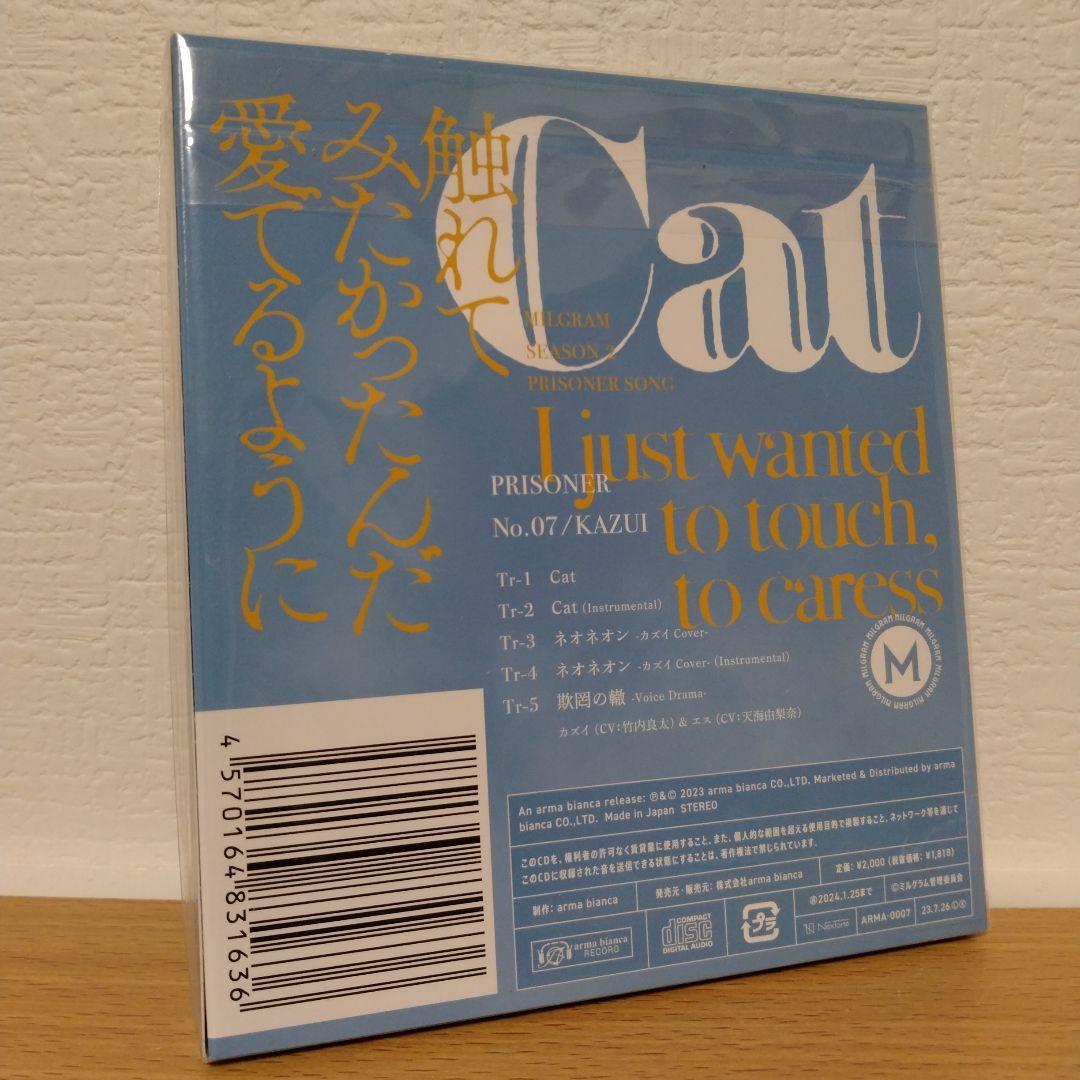 触れて
みたかったんだ
愛でるように
Cat
MILGRAM
SEASON 2
PRISONER SONG
I just wanted
to touch,
to caress
PRISONER
No.07/KAZUI
Tr-1 Cat
Tr-2 Cat (Instrumental)
Tr-3 ネオネオン -カズイ Cover-
Tr-4 ネオネオン -カズイ Cover- (Instrumental)
Tr-5 欺罔の轍 -Voice Drama-
カズイ (CV:竹内良太) & エス (CV:天海由梨奈)
MILGRAM MILGRAM MILGRAM MILGRAM MILGRAM
M
4570164831636
An arma bianca release: ℗&© 2023 arma bianca CO.,LTD. Marketed & Distributed by arma
bianca CO.,LTD. Made in Japan STEREO
このCDを、権利者の許可なく賃貸業に使用すること、また、個人的な範囲を超える使用目的で複製すること、ネットワーク等を通じて
このCDに収録された音を送信できる状態にすることは、著作権法で禁じられています。
制作: arma bianca
発売元・販売元: 株式会社arma bianca
定価: ¥2,000 (税抜価格: ¥1,818)
arma bianca
RECORD
COMPACT
disc
DIGITAL AUDIO
プラ
2024.1.25まで
©ミルグラム管理委員会
NexTone
ARMA-0007
23.7.26